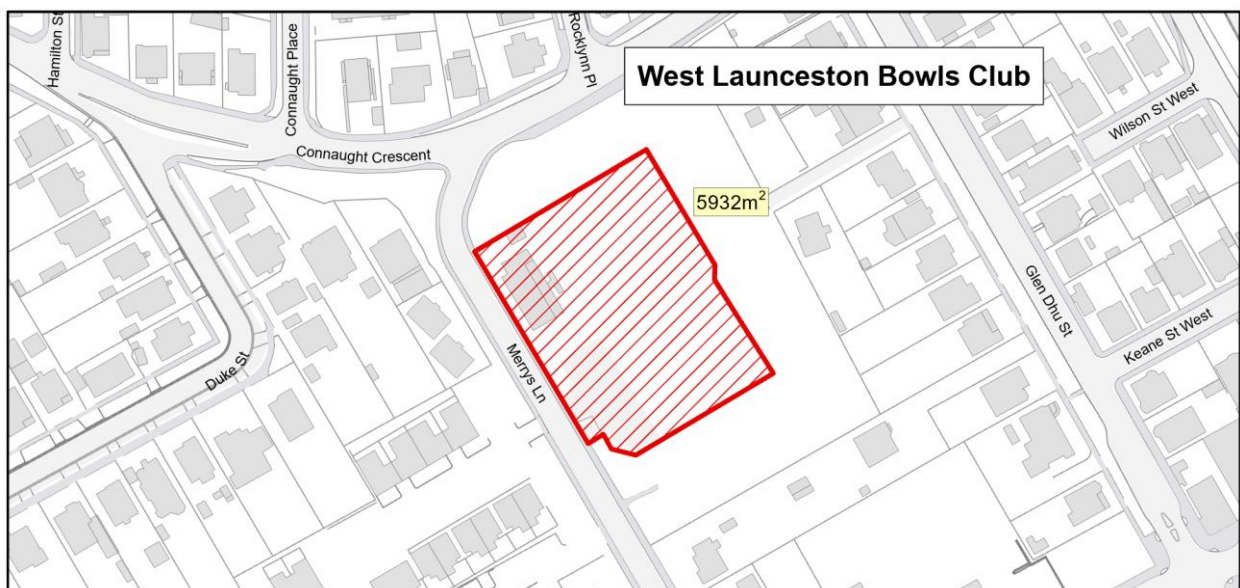 Hamilton St
Connaught Place
Rocklynn Pl
West Launceston Bowls Club
Wilson St West
Connaught Crescent
5932m²
Glen Dhu St
Keane St West
Merrys Ln
Duke St